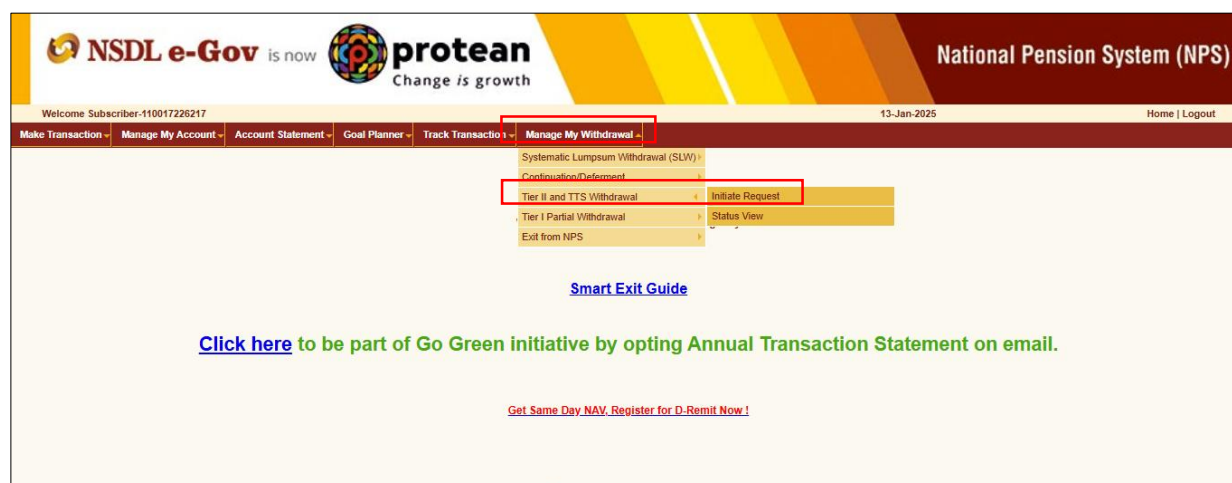 NSDL e-Gov is now protean
Change is growth
National Pension System (NPS)
Welcome Subscriber-110017226217 13-Jan-2025 Home | Logout
Make Transaction Manage My Account Account Statement Goal Planner Track Transaction Manage My Withdrawal
Systematic Lumpsum Withdrawal (SLW)
Continuation/Deferment
Tier II and TTS Withdrawal Initiate Request
Tier I Partial Withdrawal Status View
Exit from NPS
Smart Exit Guide
Click here to be part of Go Green initiative by opting Annual Transaction Statement on email.
Get Same Day NAV, Register for D-Remit Now !